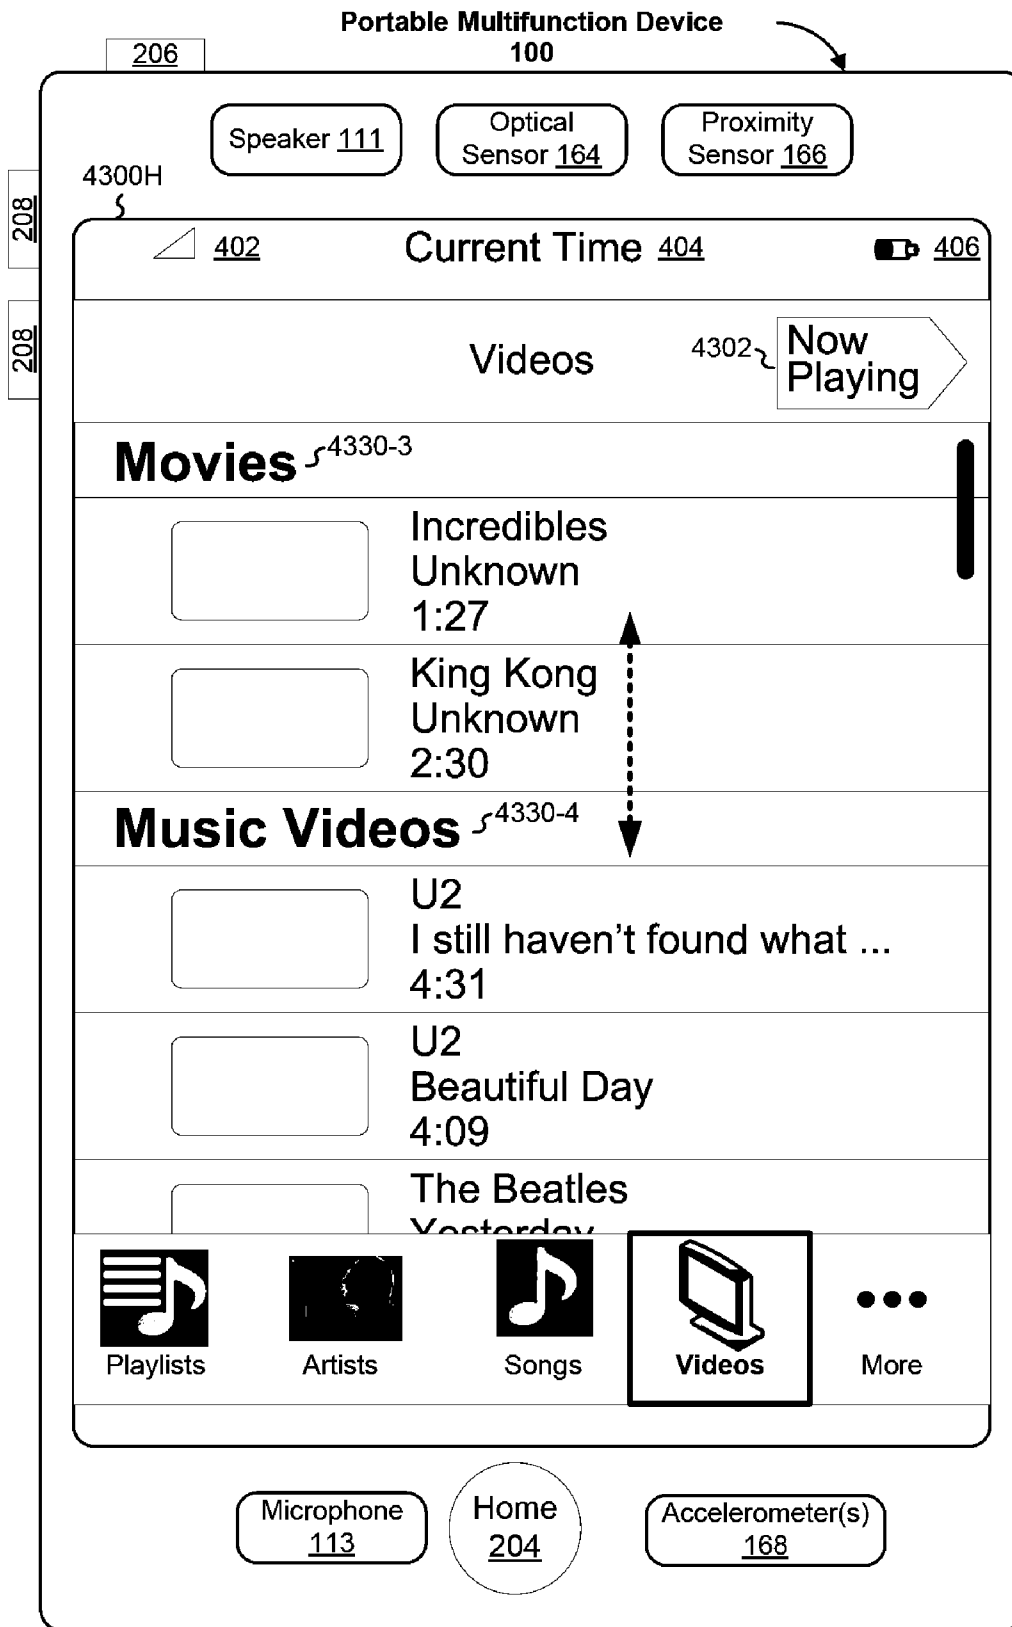 Portable Multifunction Device
100
206
Speaker 111
Optical
Sensor 164
Proximity
Sensor 166
4300H
208
208
402
Current Time 404
406
Videos
4302
Now
Playing
Movies 4330-3
Incredibles
Unknown
1:27
King Kong
Unknown
2:30
Music Videos 4330-4
U2
I still haven't found what ...
4:31
U2
Beautiful Day
4:09
The Beatles
Yesterday
Playlists
Artists
Songs
Videos
More
Microphone
113
Home
204
Accelerometer(s)
168